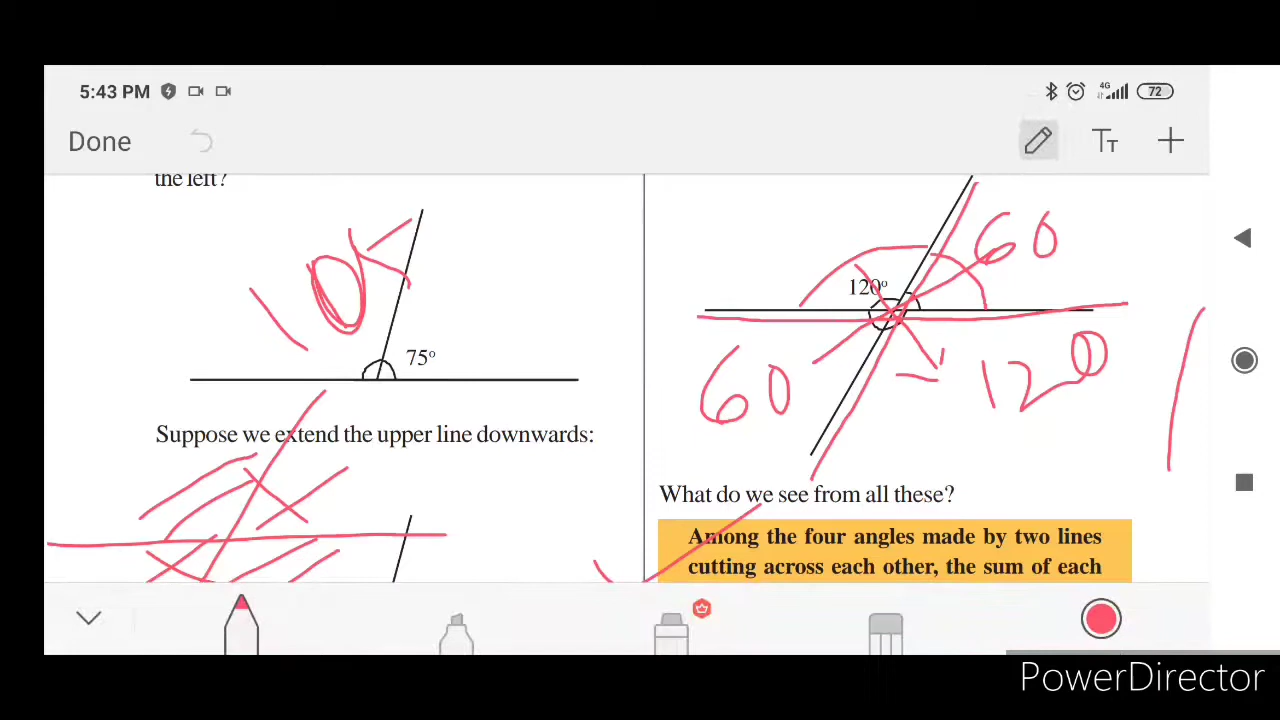 5:43 PM
4G
72
Done
TT
the left?
105
75°
Suppose we extend the upper line downwards:
60
120°
60
120
What do we see from all these?
Among the four angles made by two lines
cutting across each other, the sum of each
PowerDirector